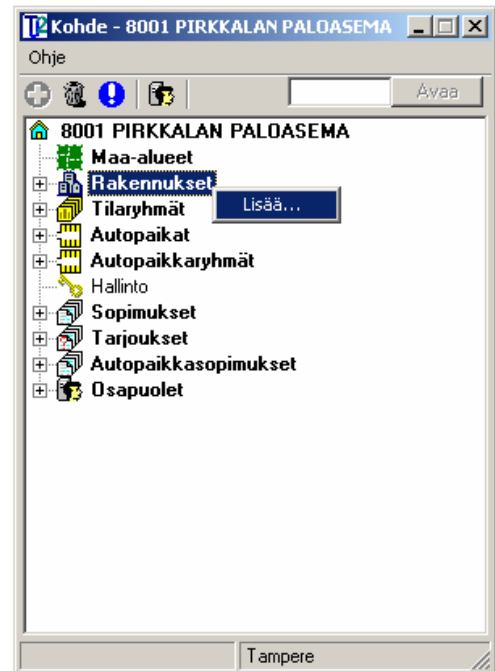 Kohde - 8001 PIRKKALAN PALOASEMA
Ohje
Avaa
8001 PIRKKALAN PALOASEMA
Maa-alueet
Rakennukset
Lisää...
Tilaryhmät
Autopaikat
Autopaikkaryhmät
Hallinto
Sopimukset
Tarjoukset
Autopaikkasopimukset
Osapuolet
Tampere